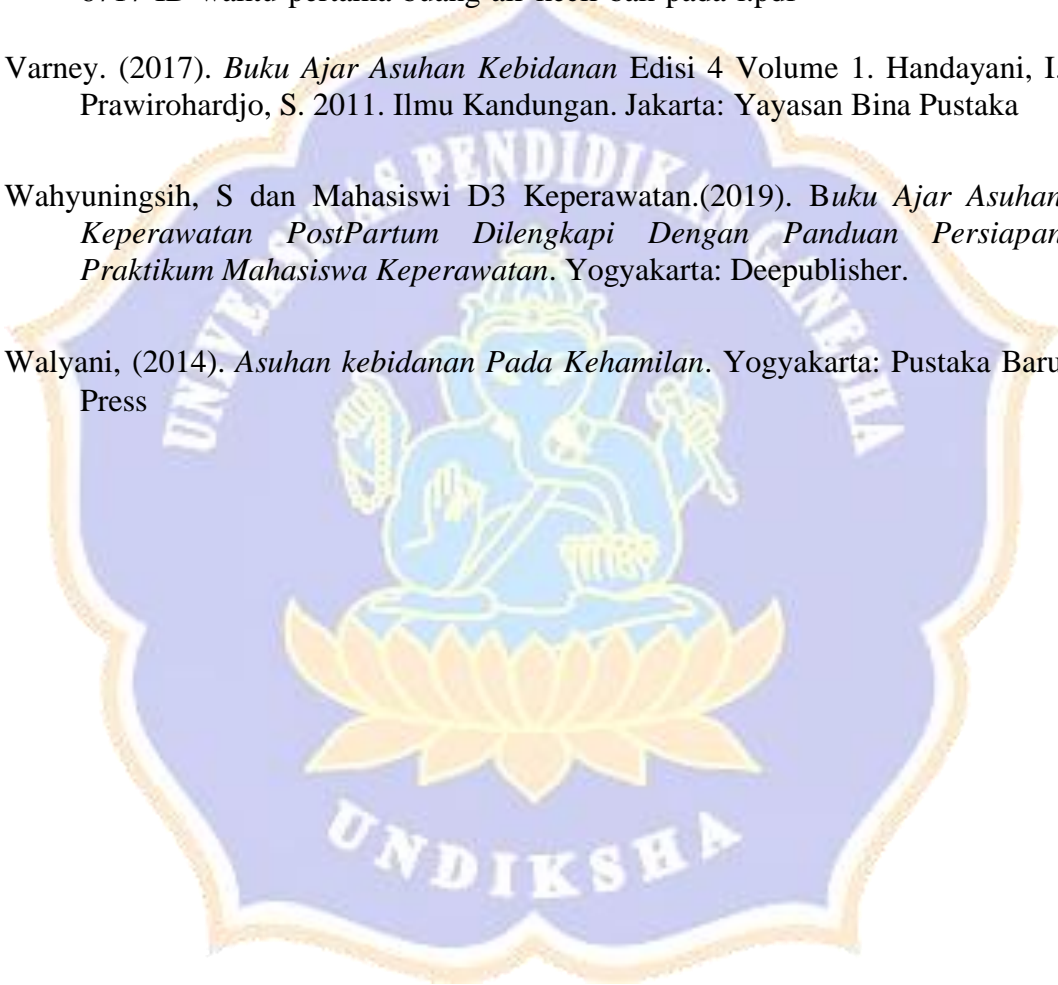 Varney. (2017). Buku Ajar Asuhan Kebidanan Edisi 4 Volume 1. Handayani, I.
Prawirohardjo, S. 2011. Ilmu Kandungan. Jakarta: Yayasan Bina Pustaka
Wahyuningsih, S dan Mahasiswi D3 Keperawatan.(2019). Buku Ajar Asuhan
Keperawatan PostPartum Dilengkapi Dengan Panduan Persiapan
Praktikum Mahasiswa Keperawatan. Yogyakarta: Deepublisher.
Walyani, (2014). Asuhan kebidanan Pada Kehamilan. Yogyakarta: Pustaka Baru
Press
UNIVERSITAS PENDIDIKAN GANESHA
UNDIKSHA